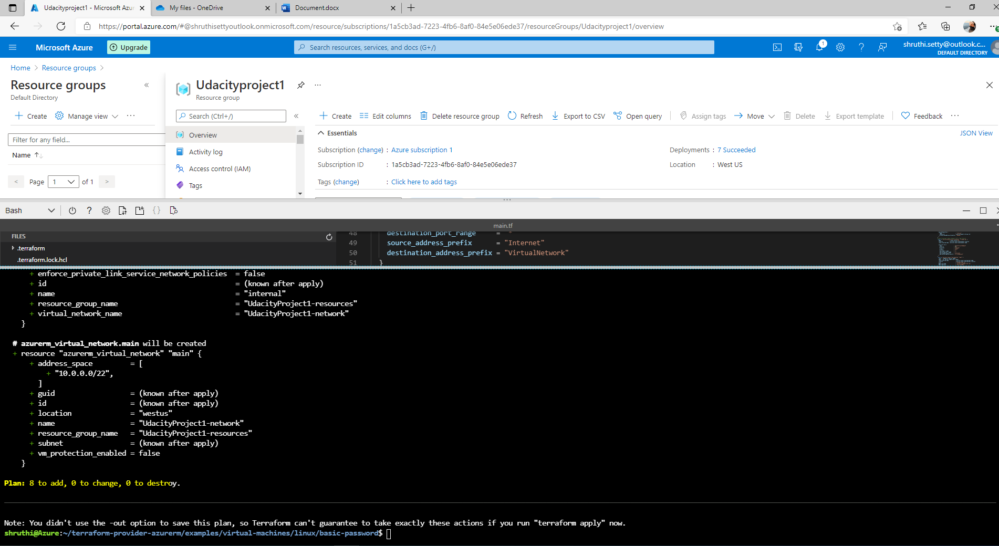 Udacityproject1 - Microsoft Azur
My files - OneDrive
Document.docx
https://portal.azure.com/#@shruthisettyoutlook.onmicrosoft.com/resource/subscriptions/1a5cb3ad-7223-4fb6-8af0-84e5e06ede37/resourceGroups/Udacityproject1/overview
Microsoft Azure
Upgrade
Search resources, services, and docs (G+/)
1
shruthi.setty@outlook.c...
DEFAULT DIRECTORY
Home > Resource groups >
Resource groups
Default Directory
Create
Manage view
Filter for any field...
Name
Page 1 of 1
Udacityproject1
Resource group
Search (Ctrl+/)
Overview
Activity log
Access control (IAM)
Tags
Create
Edit columns
Delete resource group
Refresh
Export to CSV
Open query
Assign tags
Move
Delete
Export template
Feedback
Essentials
JSON View
Subscription (change) : Azure subscription 1
Deployments : 7 Succeeded
Subscription ID : 1a5cb3ad-7223-4fb6-8af0-84e5e06ede37
Location : West US
Tags (change) : Click here to add tags
Bash
main.tf
FILES
.terraform
.terraform.lock.hcl
48 destination_port_range = *
49 source_address_prefix = "Internet"
50 destination_address_prefix = "VirtualNetwork"
51 }
+ enforce_private_link_service_network_policies = false
+ id = (known after apply)
+ name = "internal"
+ resource_group_name = "UdacityProject1-resources"
+ virtual_network_name = "UdacityProject1-network"
}
# azurerm_virtual_network.main will be created
+ resource "azurerm_virtual_network" "main" {
+ address_space = [
+ "10.0.0.0/22",
]
+ guid = (known after apply)
+ id = (known after apply)
+ location = "westus"
+ name = "UdacityProject1-network"
+ resource_group_name = "UdacityProject1-resources"
+ subnet = (known after apply)
+ vm_protection_enabled = false
}
Plan: 8 to add, 0 to change, 0 to destroy.
Note: You didn't use the -out option to save this plan, so Terraform can't guarantee to take exactly these actions if you run "terraform apply" now.
shruthi@Azure:~/terraform-provider-azurerm/examples/virtual-machines/linux/basic-password$